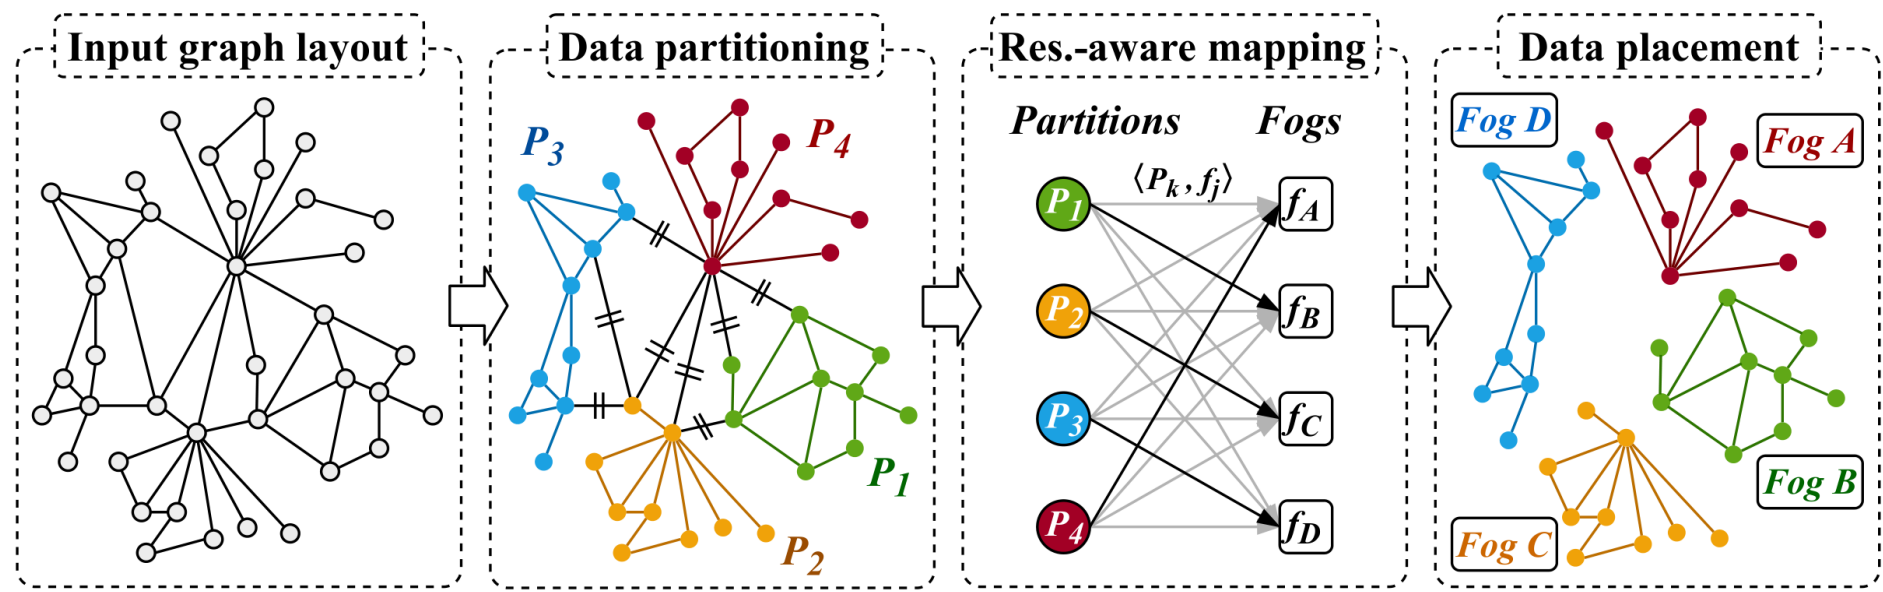 Input graph layout
Data partitioning
P3
P4
P1
P2
Res.-aware mapping
Partitions Fogs
⟨Pk, fj⟩
P1 fA
P2 fB
P3 fC
P4 fD
Data placement
Fog D
Fog A
Fog B
Fog C